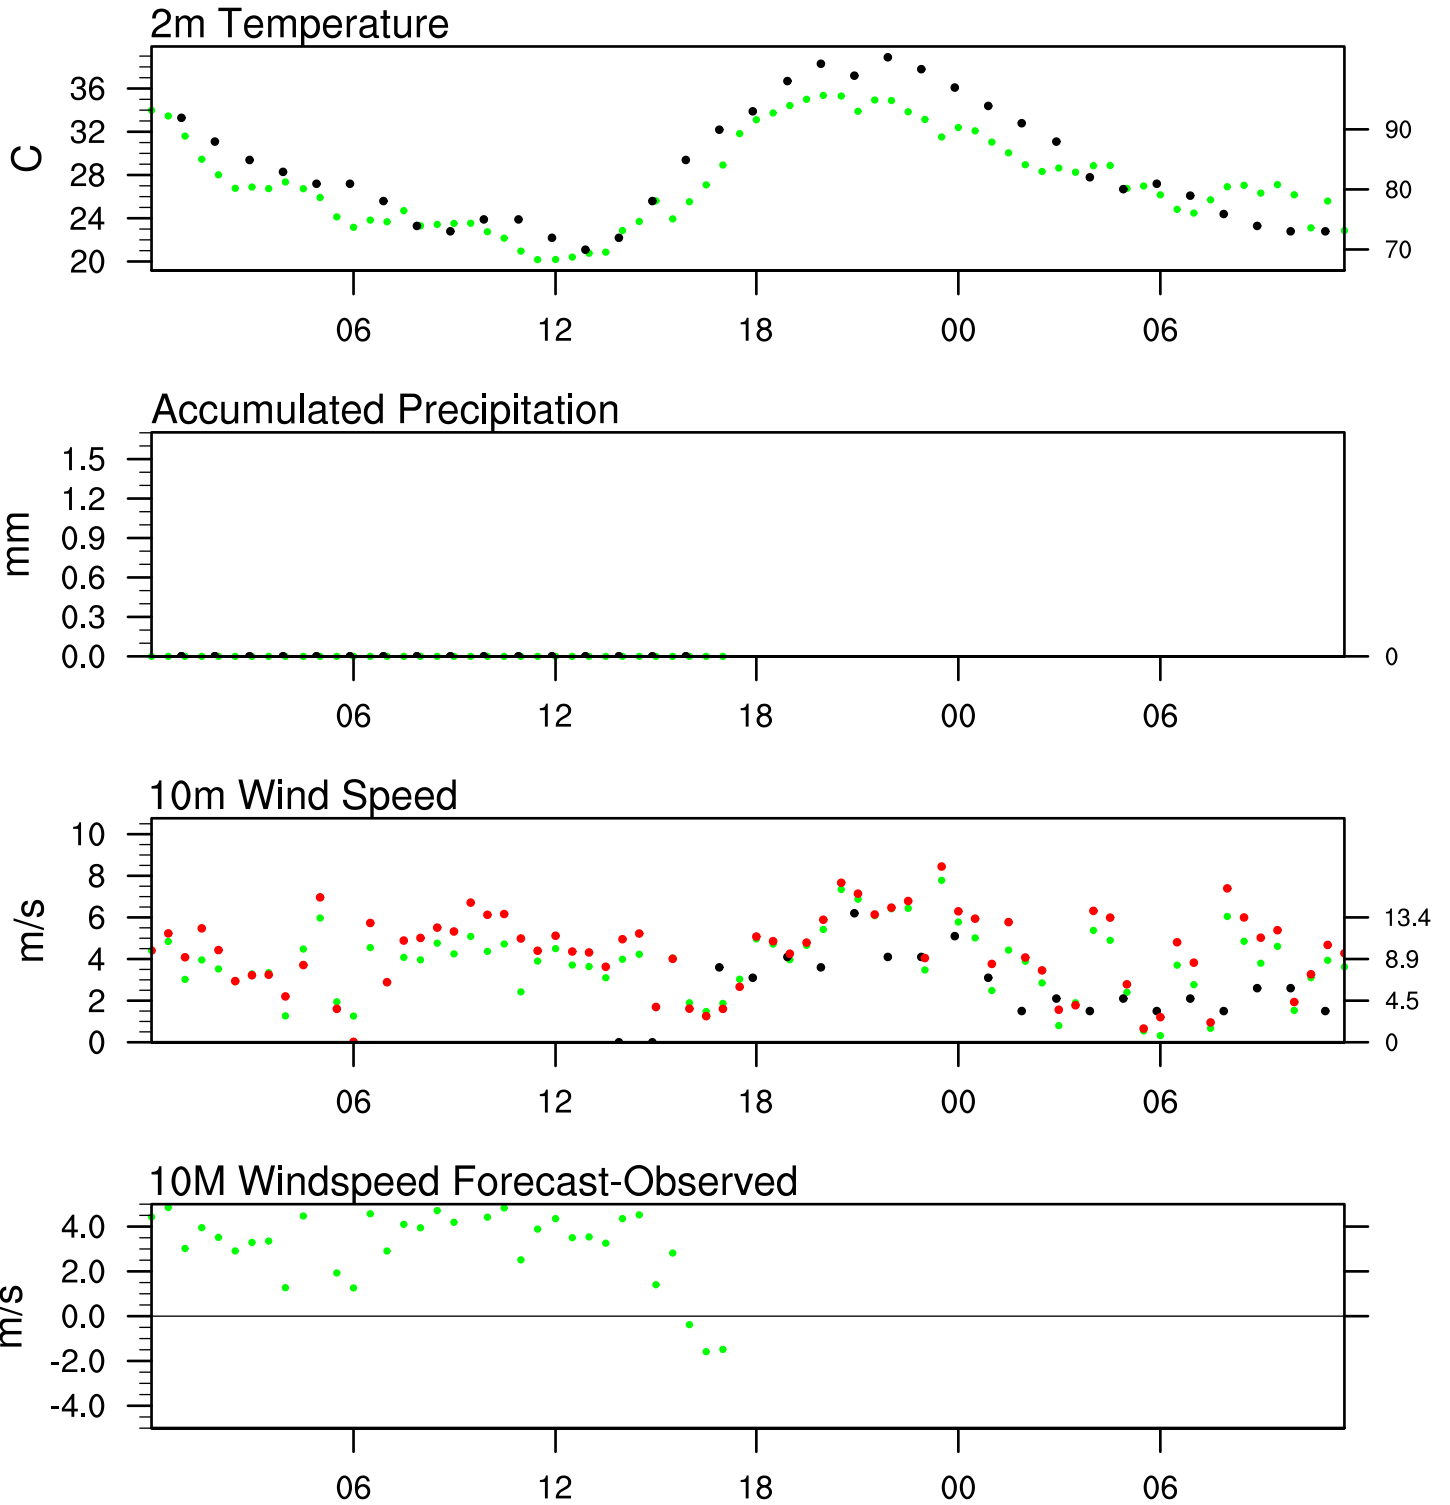 2m Temperature
C
36
32
28
24
20
90
80
70
06 12 18 00 06
Accumulated Precipitation
mm
1.5
1.2
0.9
0.6
0.3
0.0
0
06 12 18 00 06
10m Wind Speed
m/s
10
8
6
4
2
0
13.4
8.9
4.5
0
06 12 18 00 06
10M Windspeed Forecast-Observed
m/s
4.0
2.0
0.0
-2.0
-4.0
06 12 18 00 06